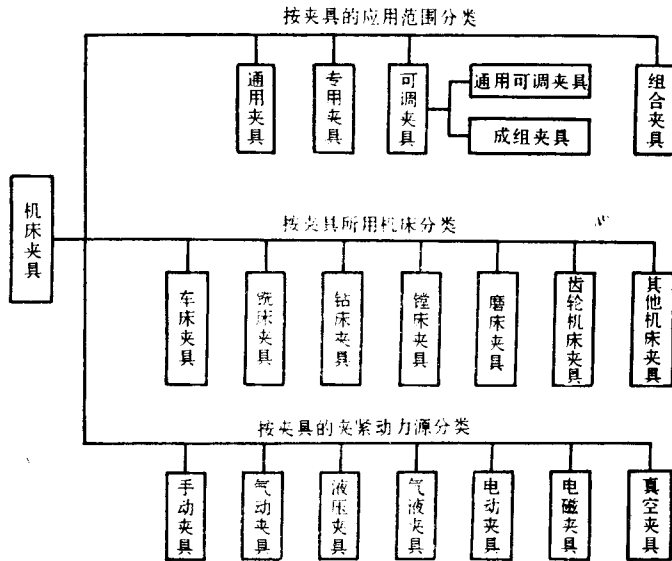 按夹具的应用范围分类
通用夹具
专用夹具
可调夹具
通用可调夹具
成组夹具
组合夹具
机床夹具
按夹具所用机床分类
车床夹具
铣床夹具
钻床夹具
镗床夹具
磨床夹具
齿轮机床夹具
其他机床夹具
按夹具的夹紧动力源分类
手动夹具
气动夹具
液压夹具
气液夹具
电动夹具
电磁夹具
真空夹具